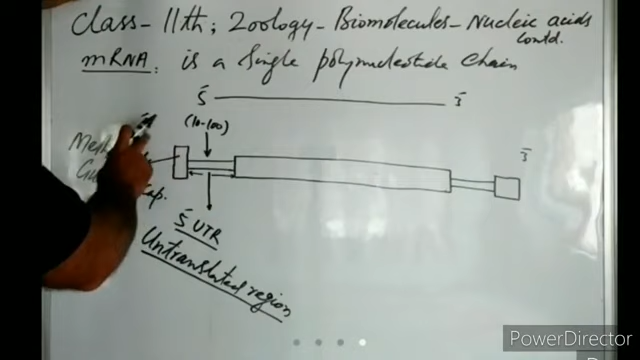 Class - 11th; Zoology - Biomolecules - Nucleic acids
Contd.
mRNA: is a Single polynucleotide Chain
5̄ 3̄
(10-100)
3̄
Cap.
5̄ UTR
Untranslated region
PowerDirector